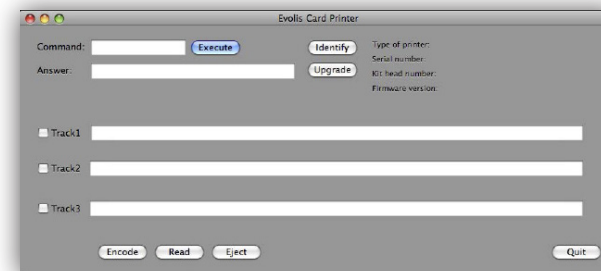 Evolis Card Printer
Command: Execute Identify Type of printer:
Serial number:
Answer: Upgrade Kit head number:
Firmware version:
Track1
Track2
Track3
Encode Read Eject Quit